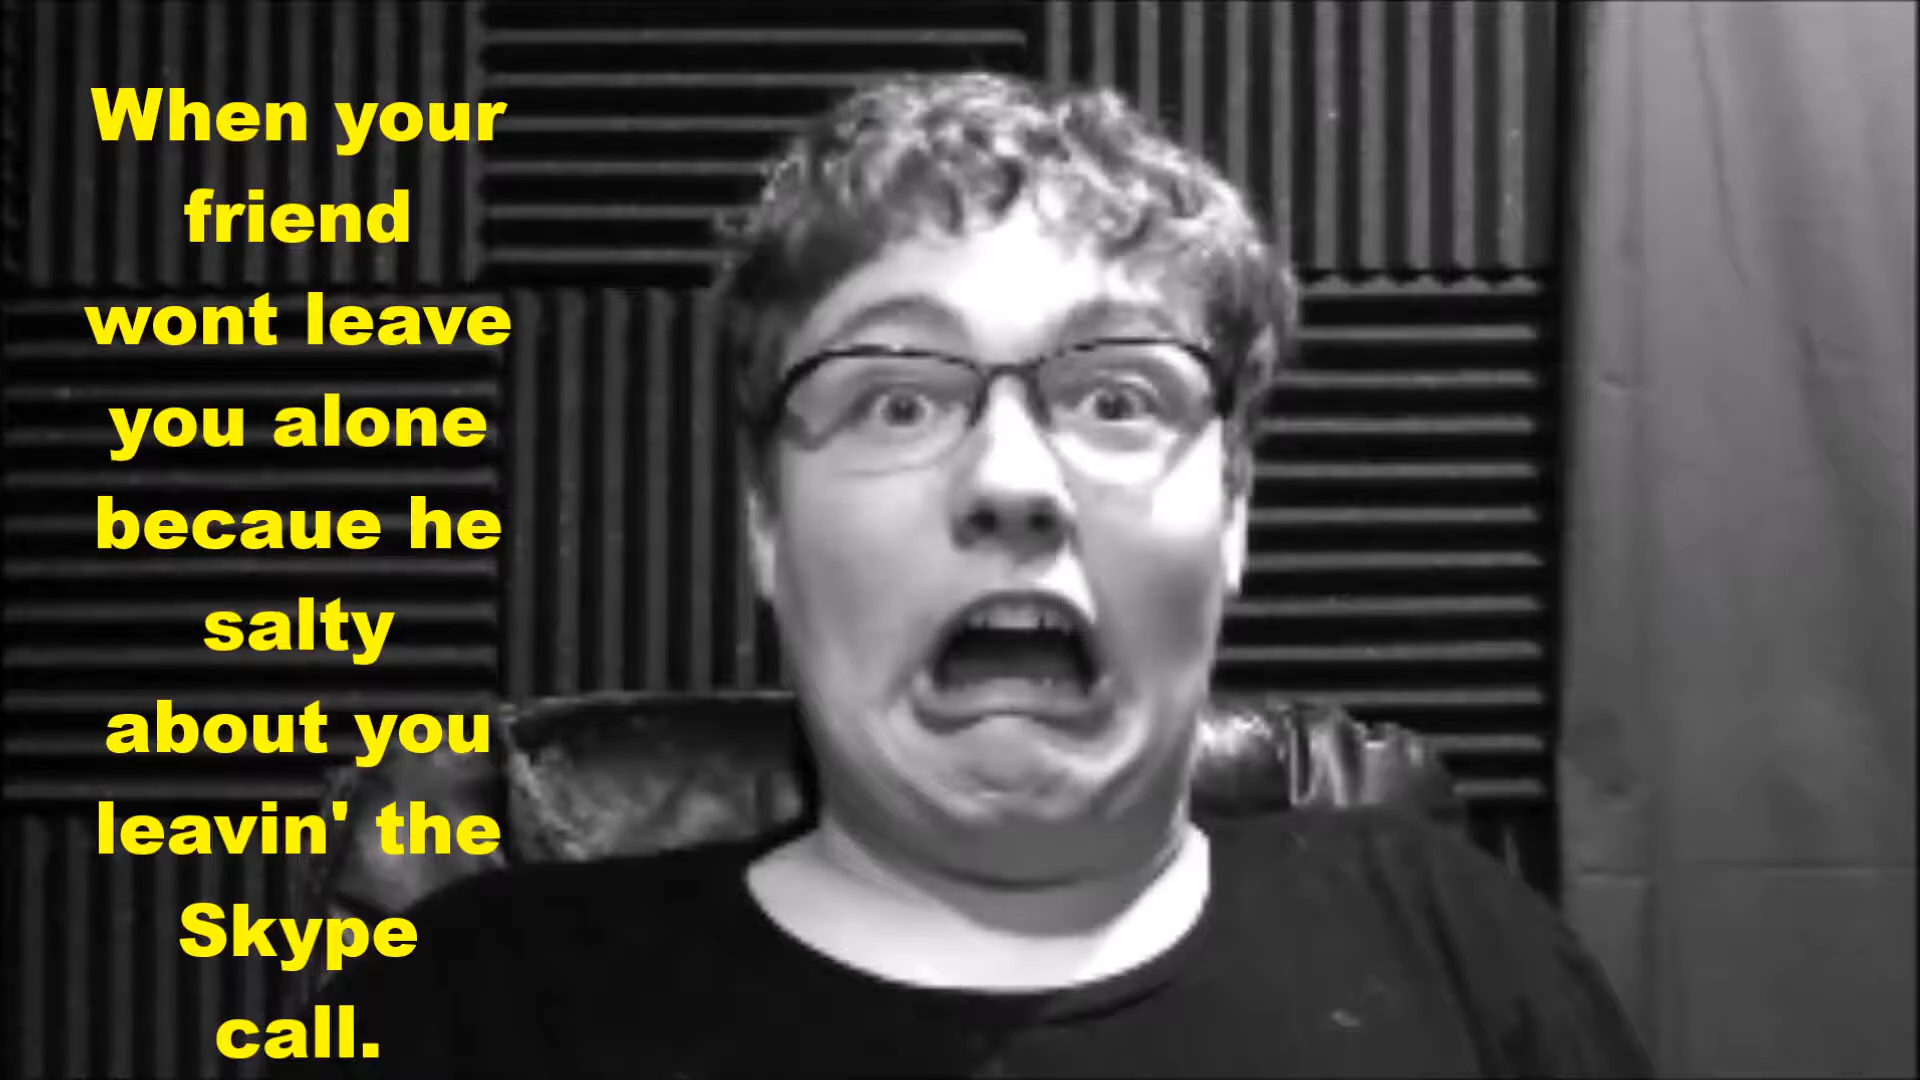 When your
friend
wont leave
you alone
becaue he
salty
about you
leavin' the
Skype
call.